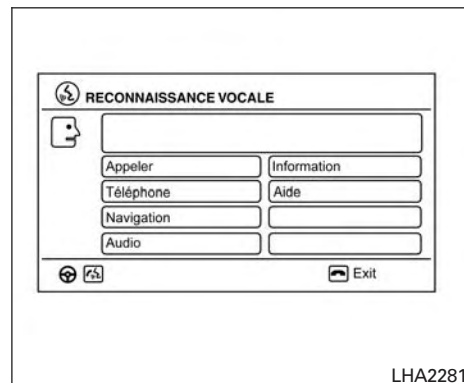 RECONNAISSANCE VOCALE
Appeler
Information
Téléphone
Aide
Navigation
Audio
Exit
LHA2281